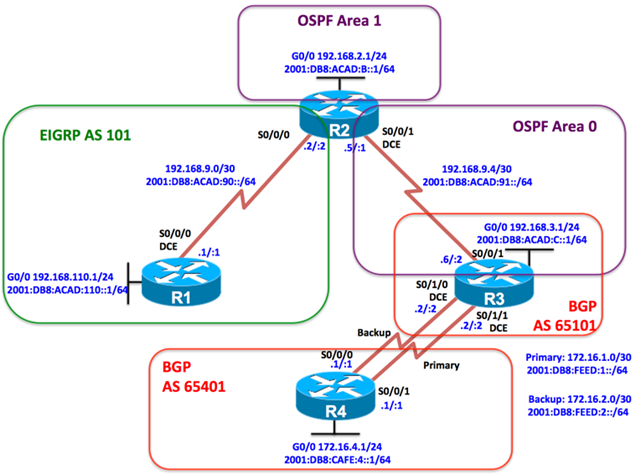 OSPF Area 1
G0/0 192.168.2.1/24
2001:DB8:ACAD:B::1/64
EIGRP AS 101
S0/0/0
R2
S0/0/1
DCE
OSPF Area 0
.2/:2
.5/:1
192.168.9.0/30
2001:DB8:ACAD:90::/64
192.168.9.4/30
2001:DB8:ACAD:91::/64
S0/0/0
DCE
.1/:1
G0/0 192.168.110.1/24
2001:DB8:ACAD:110::1/64
R1
G0/0 192.168.3.1/24
2001:DB8:ACAD:C::1/64
S0/0/1
.6/:2
R3
S0/1/0
DCE
.2/:2
.2/:2
S0/1/1
DCE
BGP
AS 65101
Backup
Primary
BGP
AS 65401
S0/0/0
.1/:1
S0/0/1
.1/:1
R4
G0/0 172.16.4.1/24
2001:DB8:CAFE:4::1/64
Primary: 172.16.1.0/30
2001:DB8:FEED:1::/64
Backup: 172.16.2.0/30
2001:DB8:FEED:2::/64